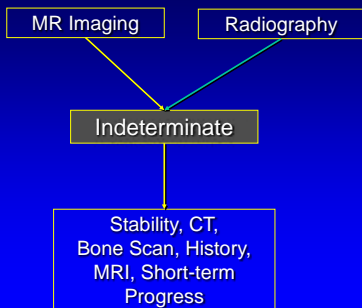 MR Imaging
Radiography
Indeterminate
Stability, CT,
Bone Scan, History,
MRI, Short-term
Progress